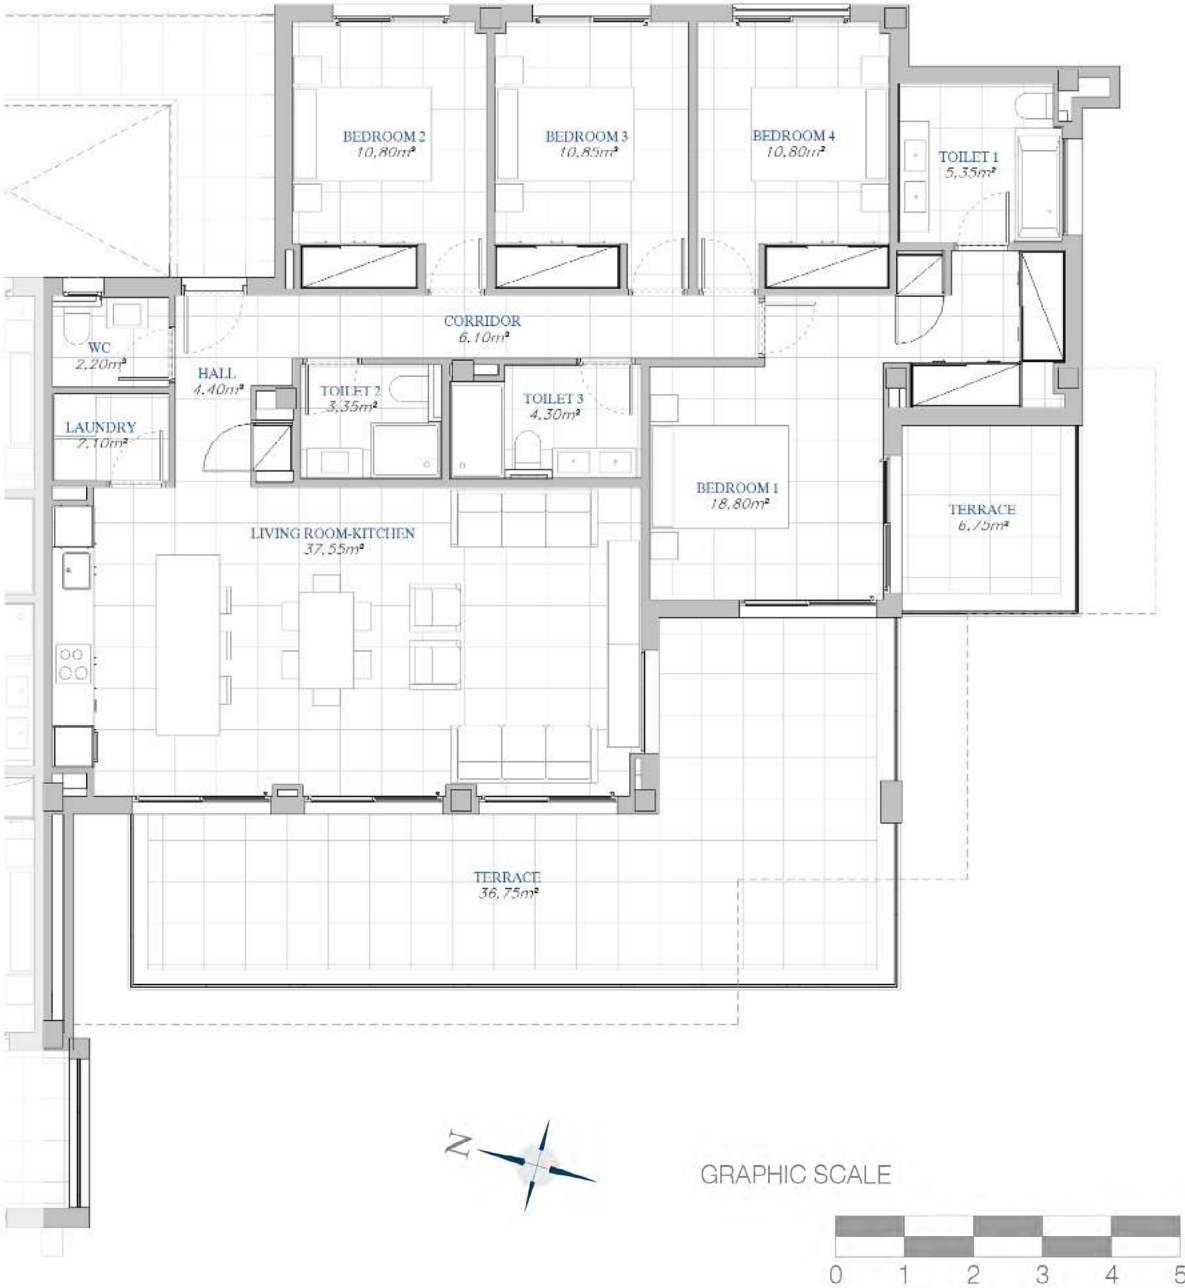 BEDROOM 2
10,80m²
BEDROOM 3
10,85m²
BEDROOM 4
10,80m²
TOILET 1
5,35m²
CORRIDOR
6,10m²
WC
2,20m²
HALL
4,40m²
TOILET 2
3,35m²
TOILET 3
4,30m²
LAUNDRY
2,10m²
BEDROOM 1
18,80m²
TERRACE
6,75m²
LIVING ROOM-KITCHEN
37,55m²
TERRACE
36,75m²
N
GRAPHIC SCALE
0 1 2 3 4 5